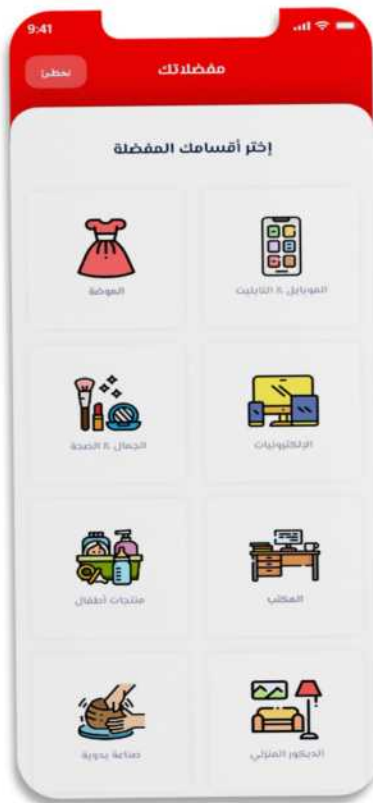 9:41
مفضلاتك
تخطى
إختر أقسامك المفضلة
الموبايل & التابليت
الموضة
الإلكترونيات
الجمال & الصحة
المكتب
منتجات أطفال
الديكور المنزلي
صناعة يدوية